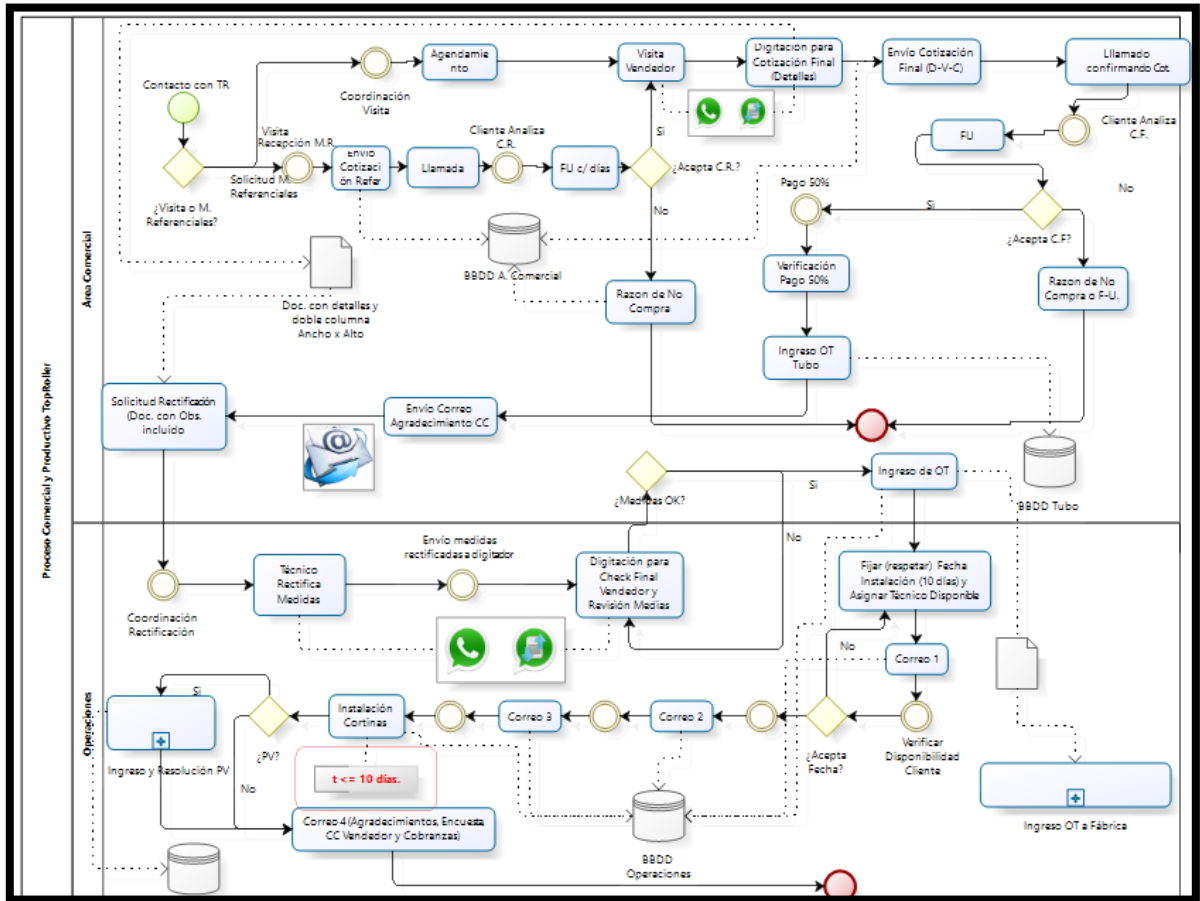 Proceso Comercial y Productivo TopRoller
Área Comercial
Contacto con TR
¿Visita o M.
Referenciales?
Visita
Recepción M.R.
Solicitud M.
Referenciales
Coordinación
Visita
Agendamie
nto
Visita
Vendedor
Digitación para
Cotización Final
(Detalles)
Envío Cotización
Final (D-V-C)
Lllamado
confirmando Cot.
Envío
Cotizaci
ón Refer
Llamada
Cliente Analiza
C.R.
FU c/ días
Si
¿Acepta C.R.?
No
FU
Cliente Analiza
C.F.
No
Pago 50%
Si
¿Acepta C.F?
BBDD A. Comercial
Verificación
Pago 50%
Razon de No
Compra
Razon de No
Compra o F-U.
Doc. con detalles y
doble columna
Ancho x Alto
Ingreso OT
Tubo
Solicitud Rectificación
(Doc. con Obs.
incluido
Envío Correo
Agradecimiento CC
@
¿Medidas OK?
Si
Ingreso de OT
BBDD Tubo
No
Operaciones
Coordinación
Rectificación
Técnico
Rectifica
Medidas
Envío medidas
rectificadas a digitador
Digitación para
Check Final
Vendedor y
Revisión Medias
Fijar (respetar) Fecha
Instalación (10 días) y
Asignar Técnico Disponible
No
Correo 1
Si
Ingreso y Resolución PV
¿PV?
No
Instalación
Cortinas
Correo 3
Correo 2
¿Acepta
Fecha?
Verificar
Disponibilidad
Cliente
t <= 10 días.
Ingreso OT a Fábrica
Correo 4 (Agradecimientos, Encuesta,
CC Vendedor y Cobranzas)
BBDD
Operaciones